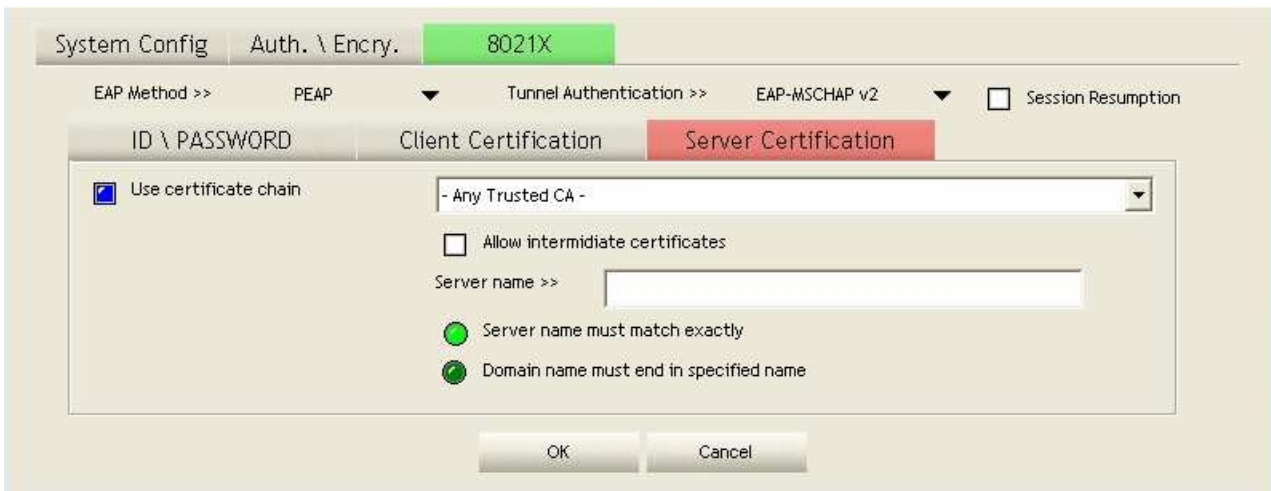 System Config Auth. \ Encry. 8021X
EAP Method >> PEAP Tunnel Authentication >> EAP-MSCHAP v2 Session Resumption
ID \ PASSWORD Client Certification Server Certification
Use certificate chain - Any Trusted CA -
Allow intermidiate certificates
Server name >>
Server name must match exactly
Domain name must end in specified name
OK Cancel